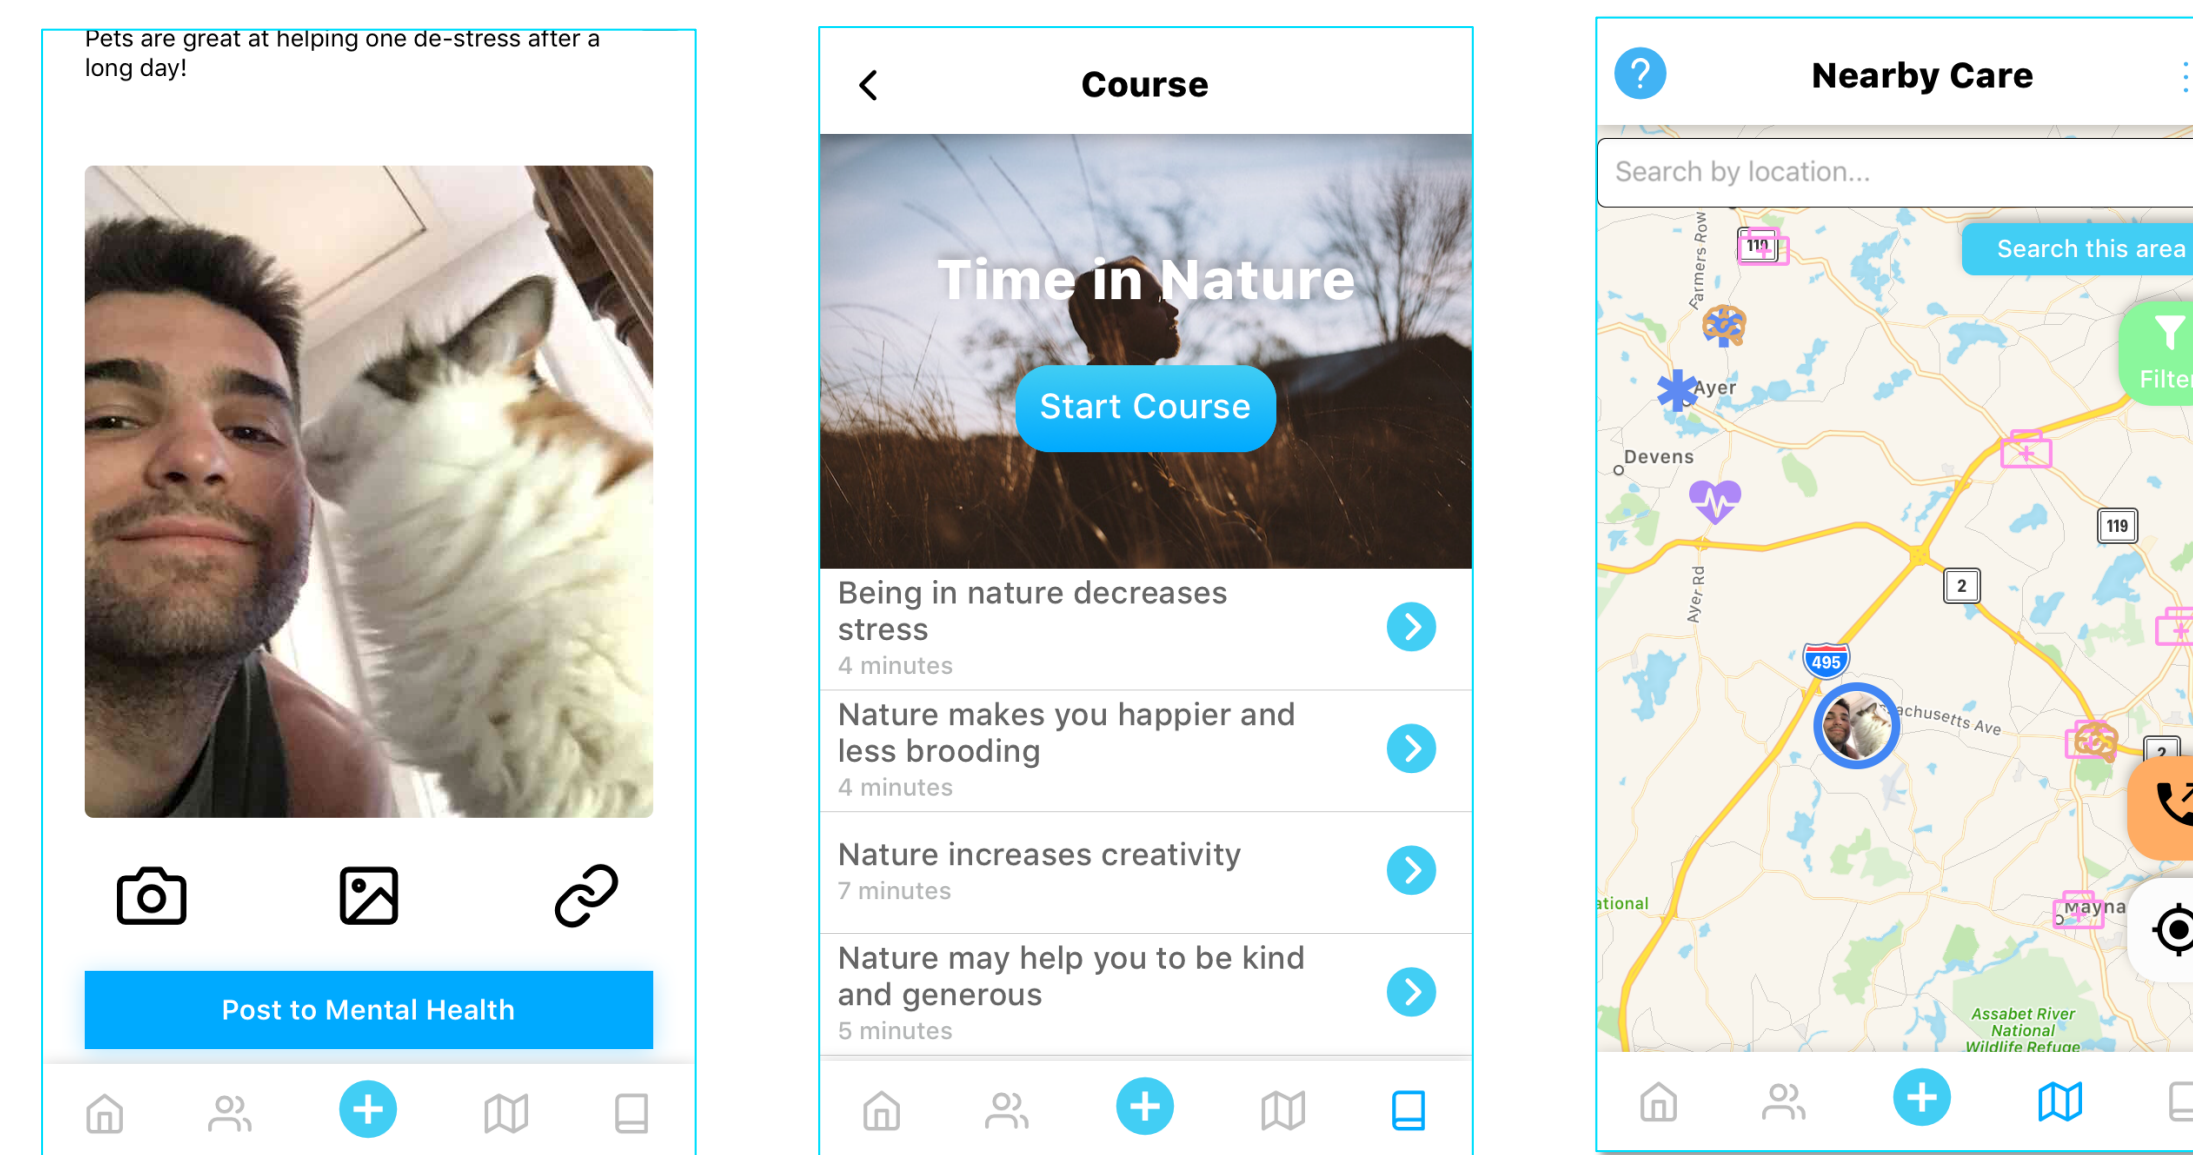 Pets are great at helping one de-stress after a
long day!
Post to Mental Health
Course
Time in Nature
Start Course
Being in nature decreases
stress
4 minutes
Nature makes you happier and
less brooding
4 minutes
Nature increases creativity
7 minutes
Nature may help you to be kind
and generous
5 minutes
?
Nearby Care
Search by location...
Search this area
Farmers Row
119
Filter
Ayer
Devens
119
2
Ayer Rd
495
achusetts Ave
2
ational
Mayna
Assabet River
National
Wildlife Refuge